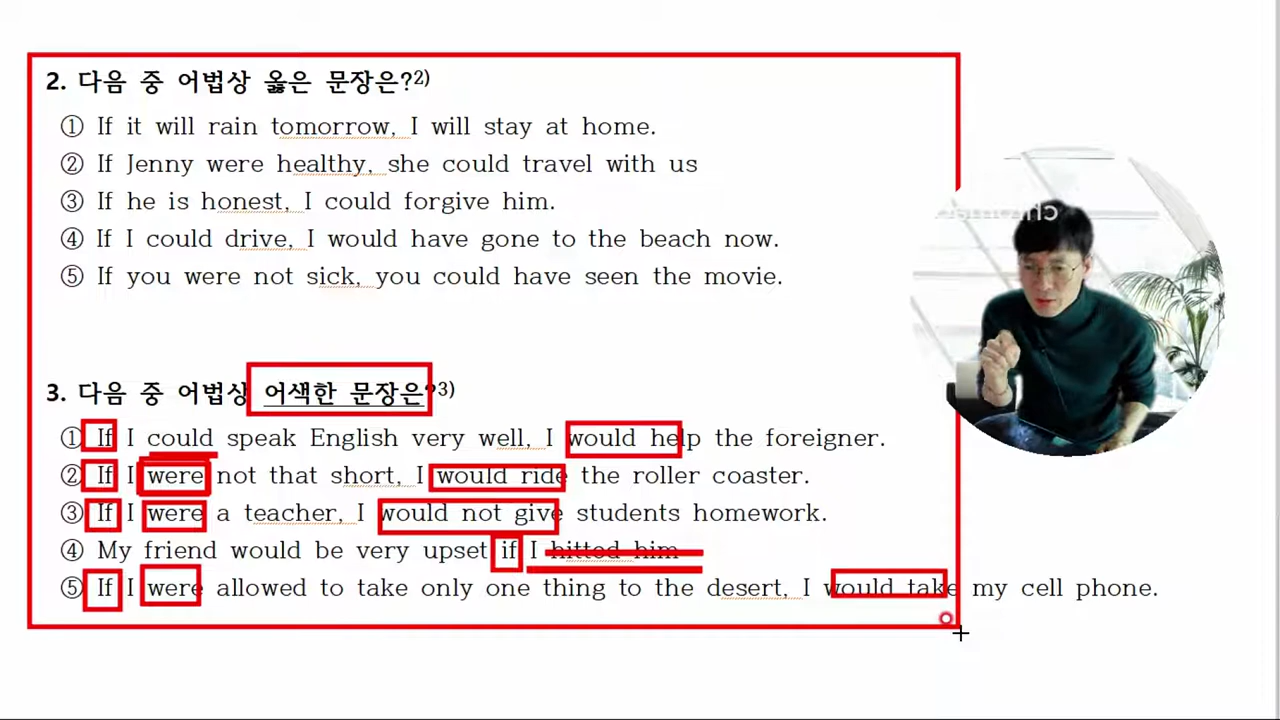 2. 다음 중 어법상 옳은 문장은?2)
① If it will rain tomorrow, I will stay at home.
② If Jenny were healthy, she could travel with us
③ If he is honest, I could forgive him.
④ If I could drive, I would have gone to the beach now.
⑤ If you were not sick, you could have seen the movie.
3. 다음 중 어법상 어색한 문장은?3)
① If I could speak English very well, I would help the foreigner.
② If I were not that short, I would ride the roller coaster.
③ If I were a teacher, I would not give students homework.
④ My friend would be very upset if I hitted him
⑤ If I were allowed to take only one thing to the desert, I would take my cell phone.